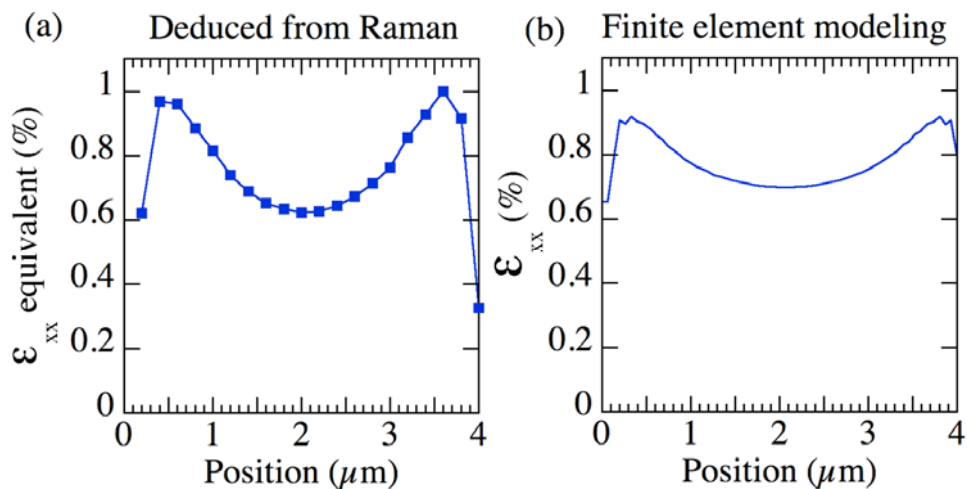 (a) Deduced from Raman
ε xx equivalent (%)
1
0.8
0.6
0.4
0.2
0
0 1 2 3 4
Position (µm)
(b) Finite element modeling
ε xx (%)
1
0.8
0.6
0.4
0.2
0
0 1 2 3 4
Position (µm)